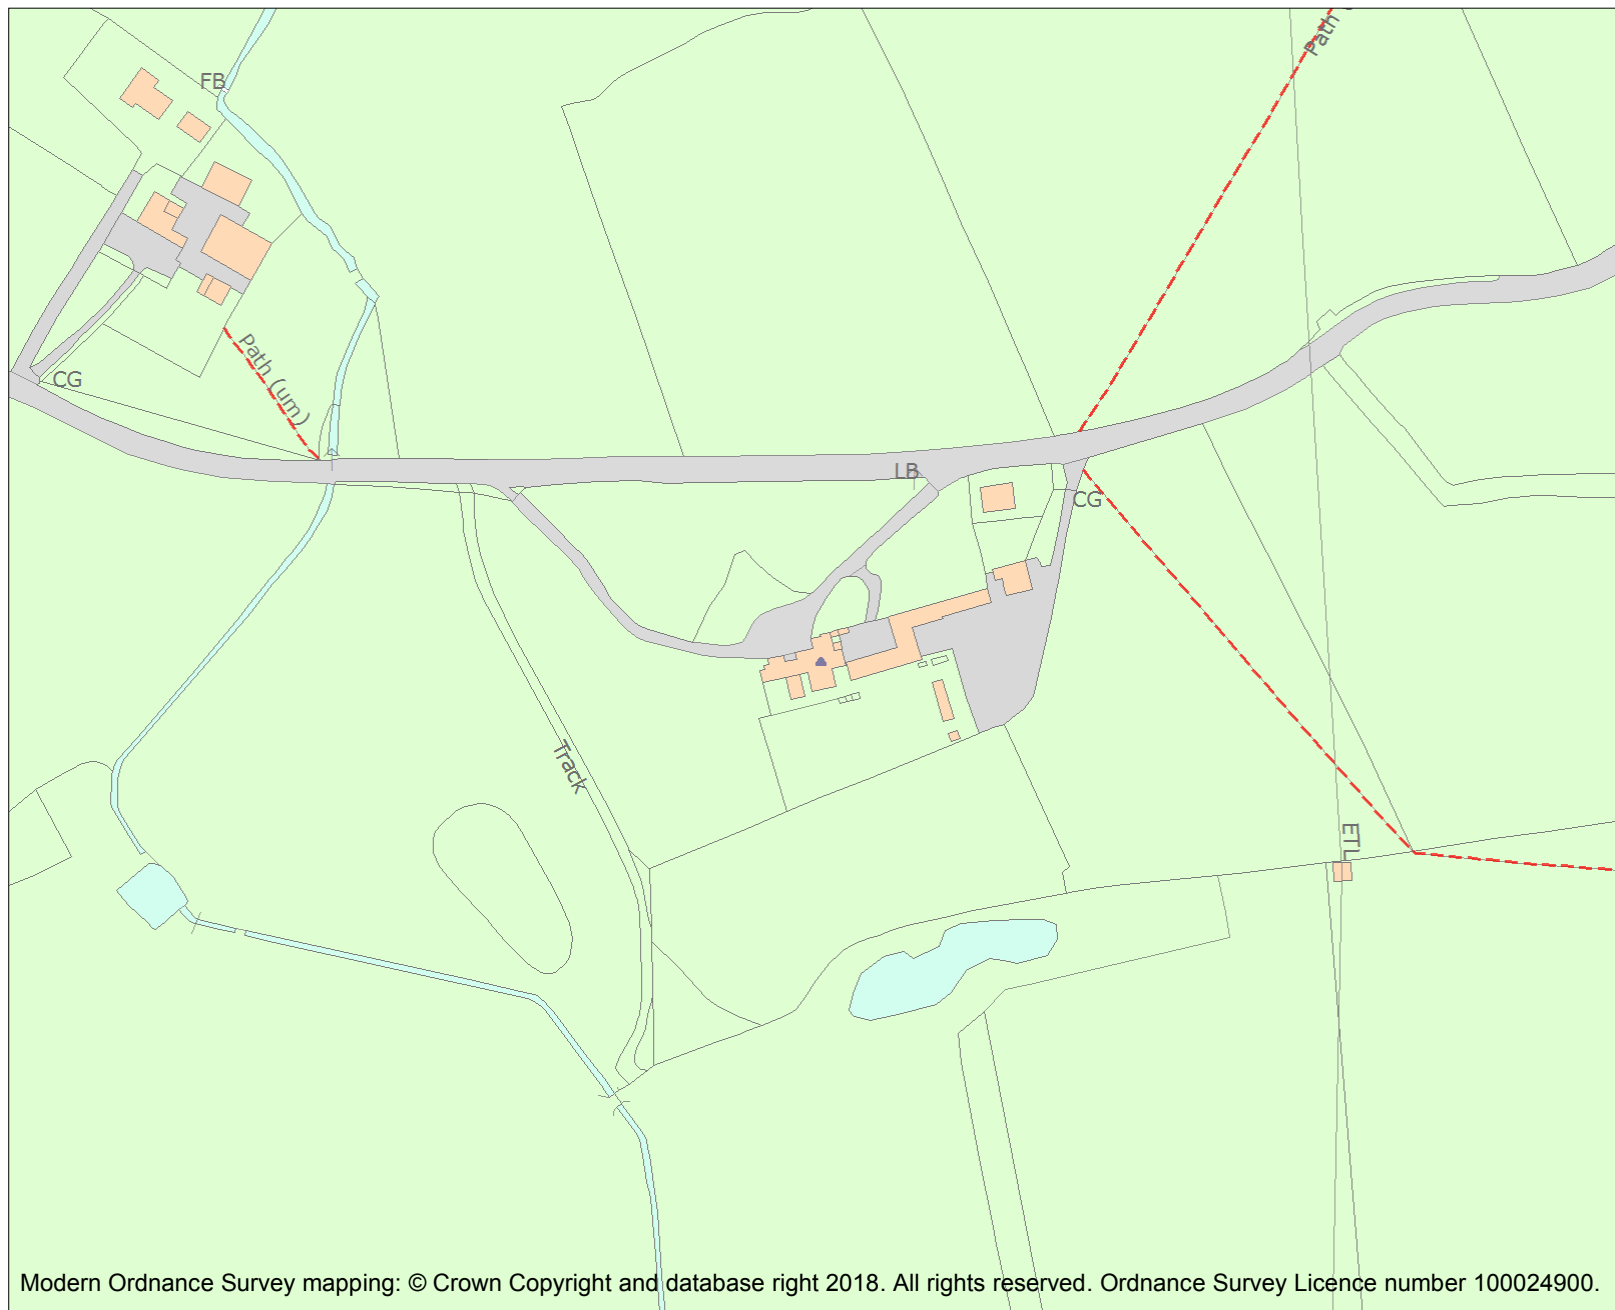 Path
FB
Path (um)
CG
LB
CG
Track
ETL
Modern Ordnance Survey mapping: © Crown Copyright and database right 2018. All rights reserved. Ordnance Survey Licence number 100024900.